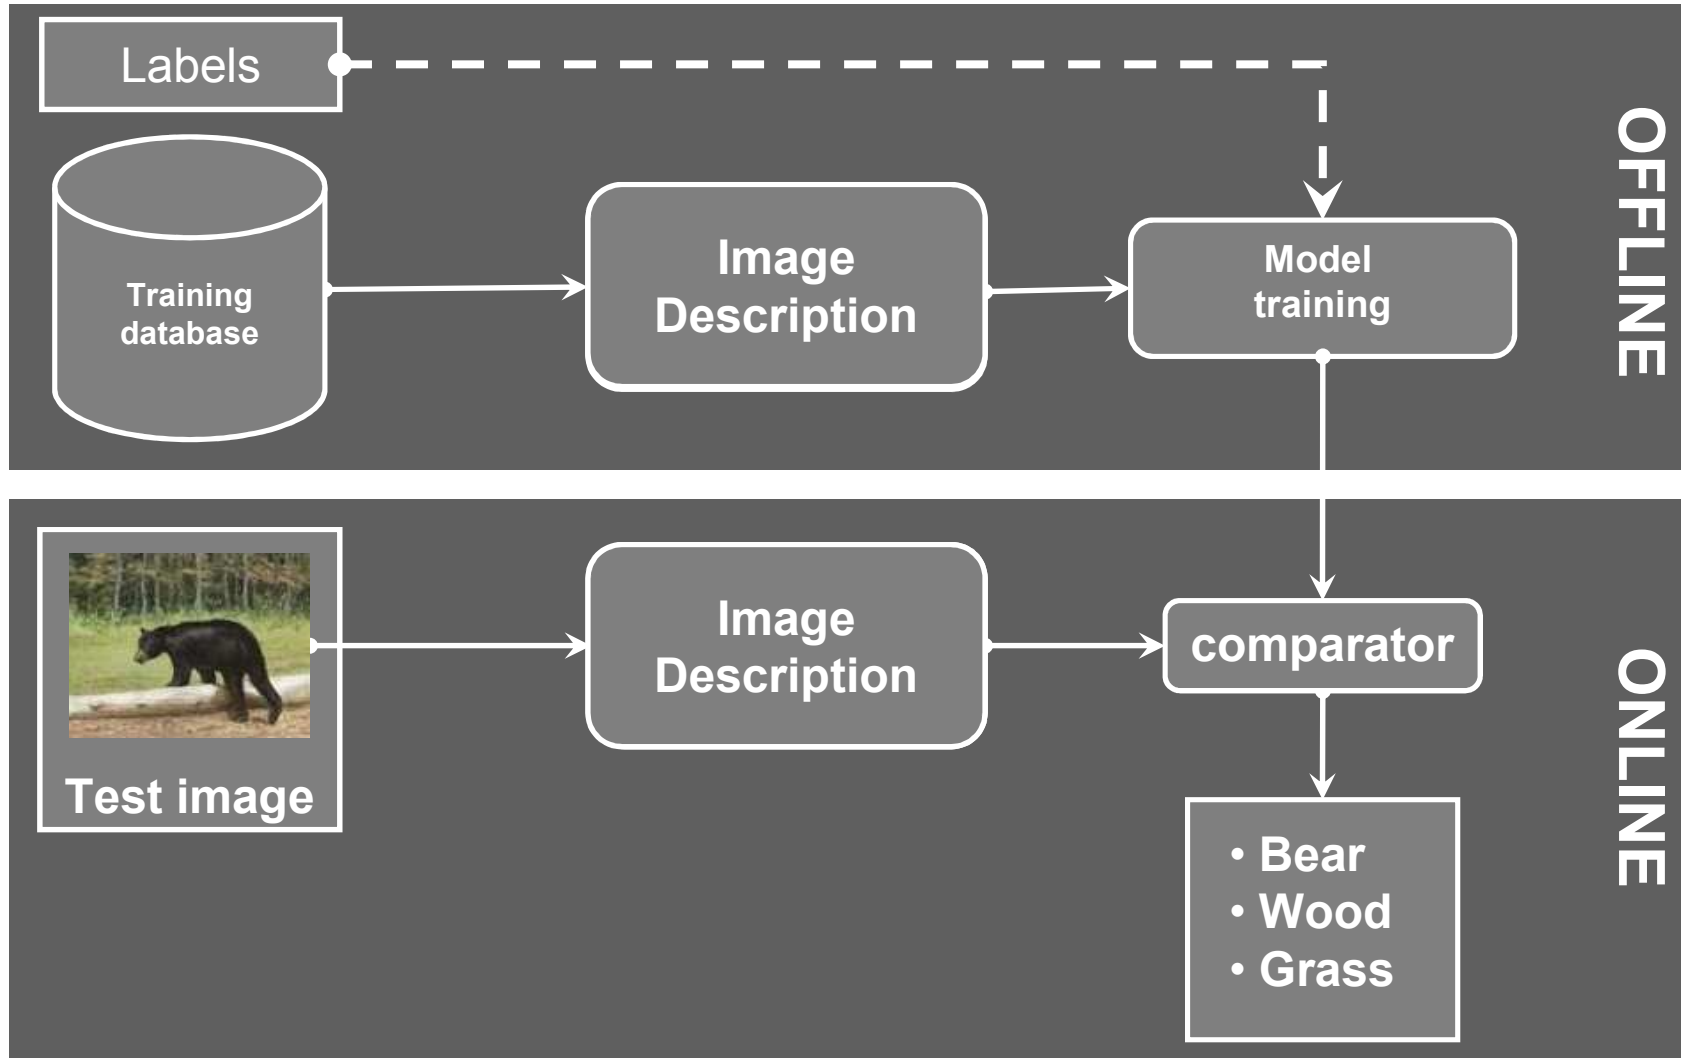 Labels
Training
database
Image
Description
Model
training
OFFLINE
Test image
Image
Description
comparator
• Bear
• Wood
• Grass
ONLINE